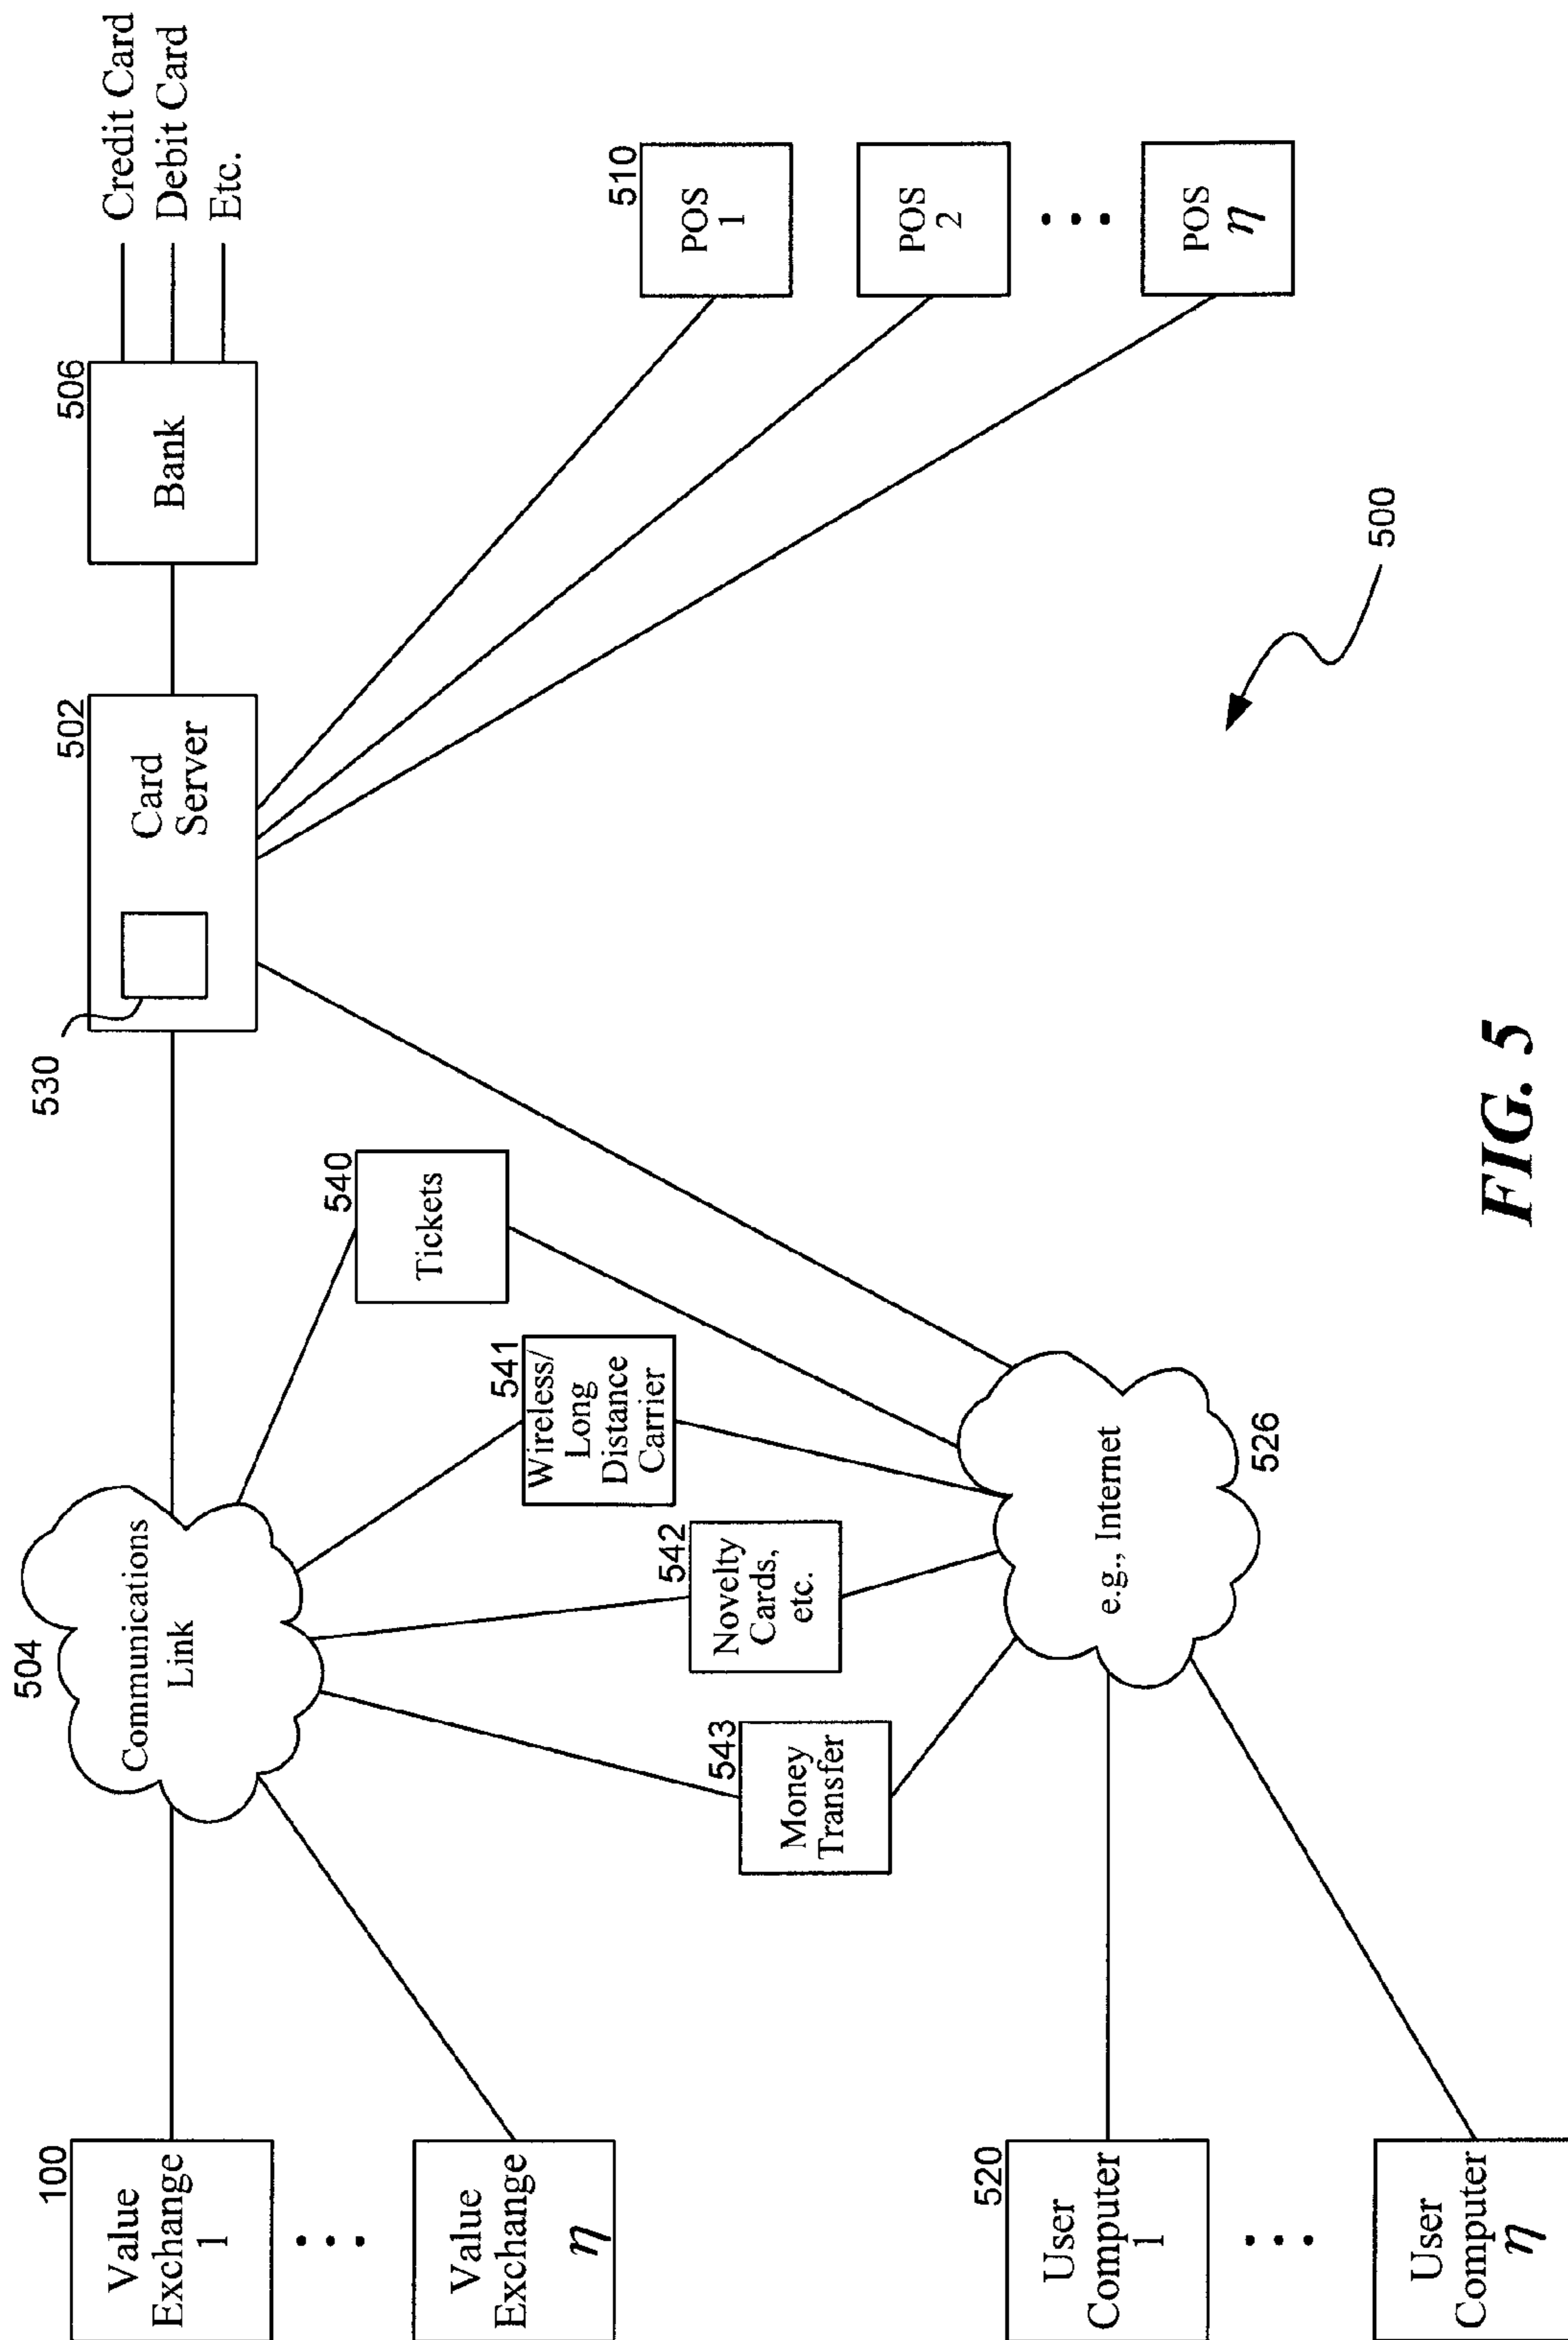 100
Value
Exchange
1
Value
Exchange
η
504
Communications
Link
530
502
Card
Server
506
Bank
Credit Card
Debit Card
Etc.
540
Tickets
541
Wireless/
Long
Distance
Carrier
542
Novelty
Cards,
etc.
543
Money
Transfer
510
POS
1
POS
2
POS
η
520
User
Computer
1
User
Computer
η
e.g., Internet
526
500
FIG. 5